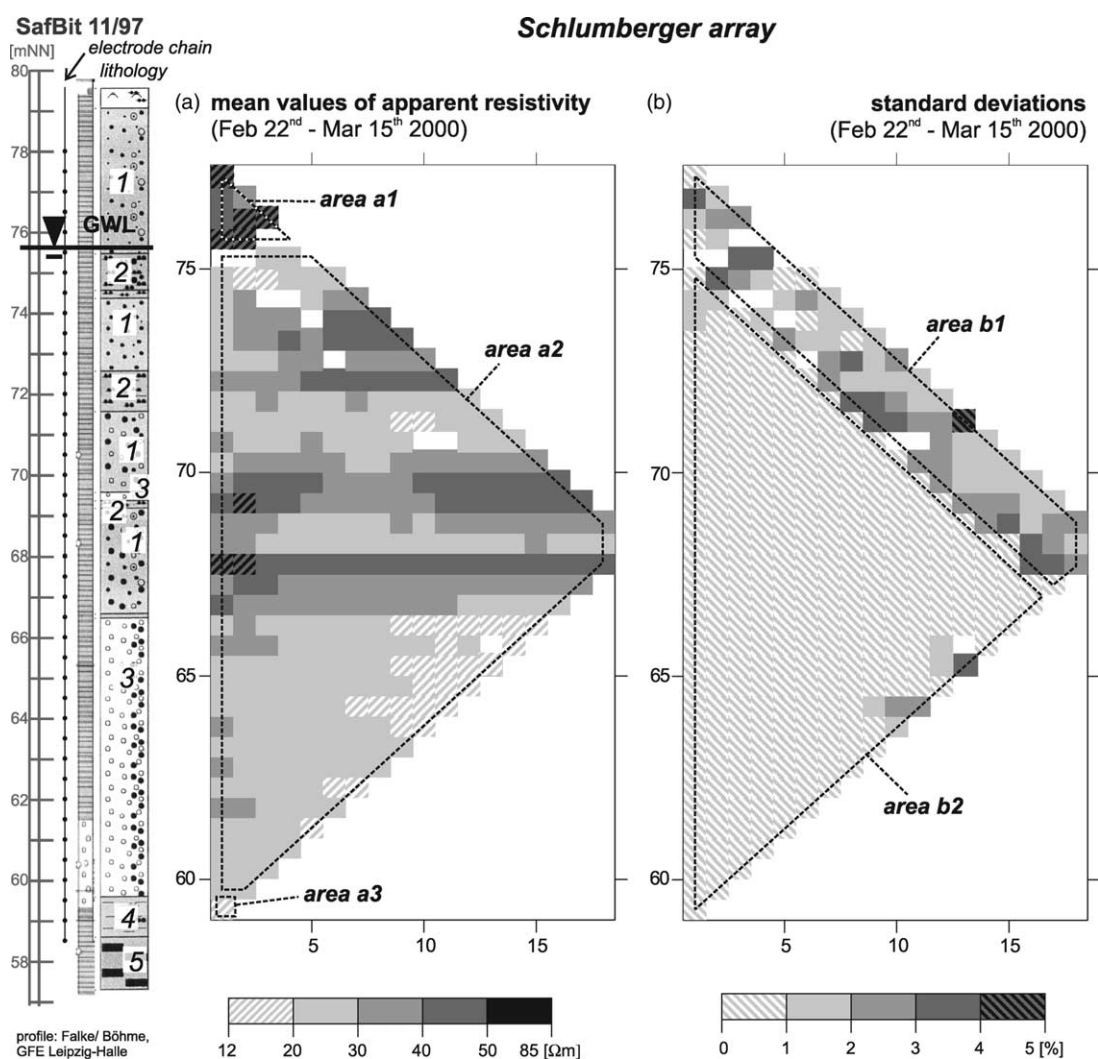 SafBit 11/97
Schlumberger array
[mNN]
electrode chain
lithology
(a) mean values of apparent resistivity
(Feb 22nd - Mar 15th 2000)
(b) standard deviations
(Feb 22nd - Mar 15th 2000)
80
78
76
74
72
70
68
66
64
62
60
58
GWL
1
2
1
2
1
3
2
1
3
4
5
area a1
area a2
area a3
75
70
65
60
5
10
15
area b1
area b2
75
70
65
60
5
10
15
12 20 30 40 50 85 [Ωm]
0 1 2 3 4 5 [%]
profile: Falke/ Böhme,
GFE Leipzig-Halle